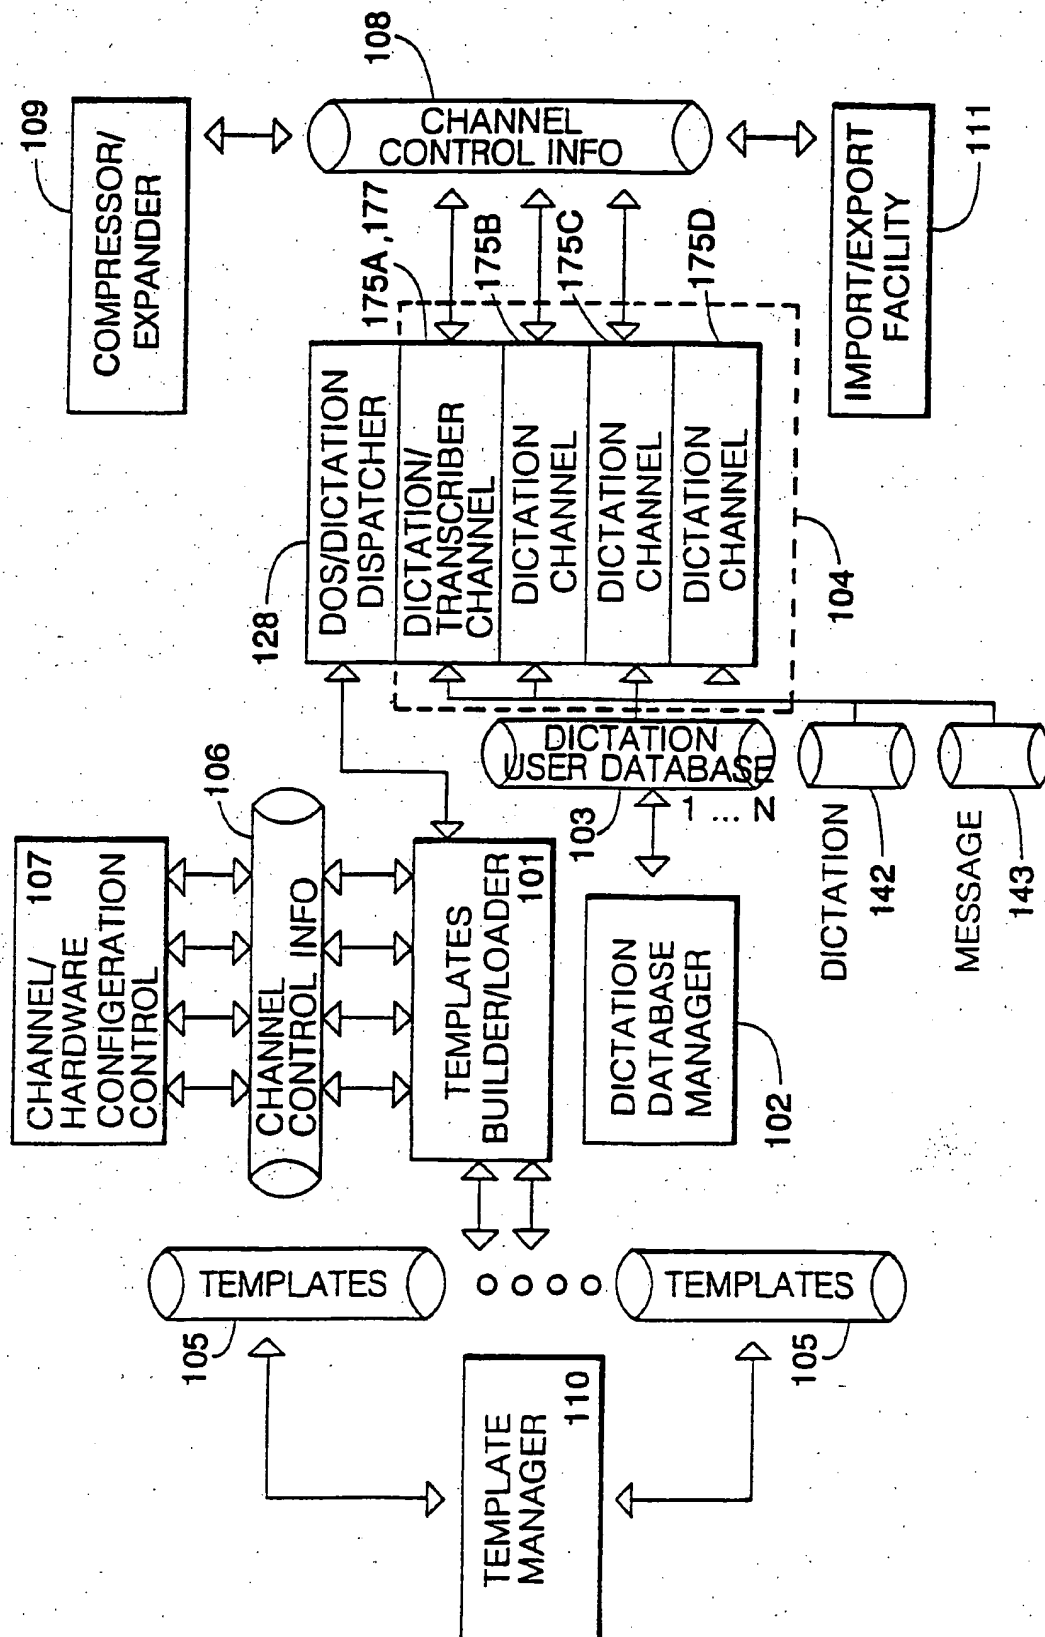 TEMPLATE
MANAGER
110
105
TEMPLATES
105
TEMPLATES
CHANNEL/
HARDWARE
CONFIGERATION
CONTROL
107
CHANNEL
CONTROL INFO
106
TEMPLATES
BUILDER/LOADER
101
DICTATION
DATABASE
MANAGER
102
103
DICTATION
USER DATABASE
1 ... N
DICTATION
142
MESSAGE
143
128
DOS/DICTATION
DISPATCHER
DICTATION/
TRANSCRIBER
CHANNEL
DICTATION
CHANNEL
DICTATION
CHANNEL
DICTATION
CHANNEL
104
175A,177
175B
175C
175D
109
COMPRESSOR/
EXPANDER
108
CHANNEL
CONTROL INFO
IMPORT/EXPORT
FACILITY
111